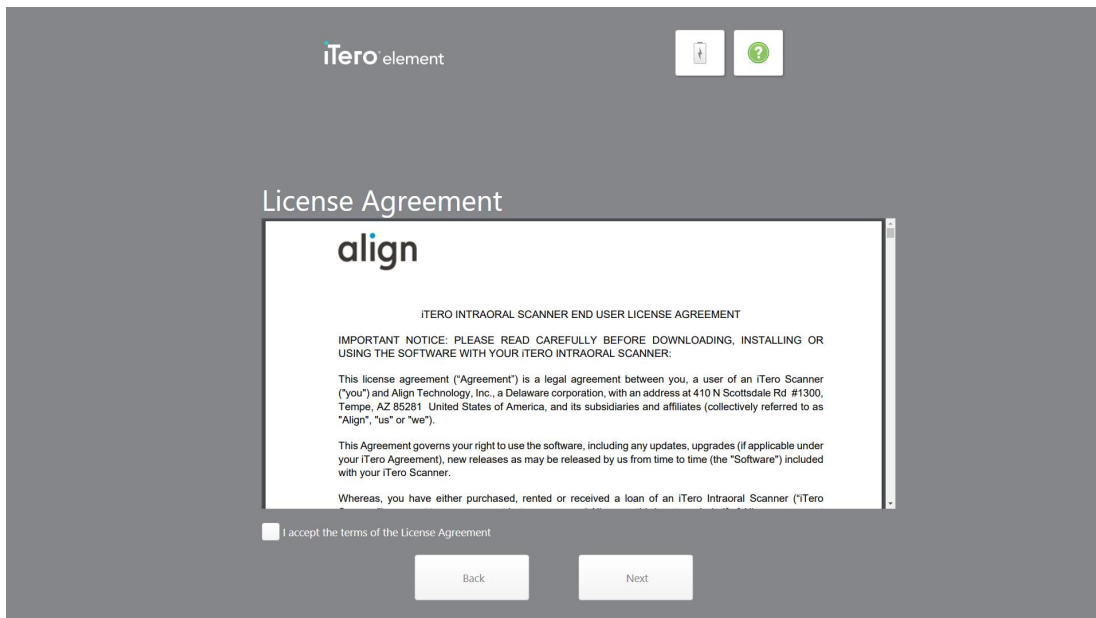 iTero element
License Agreement
align
iTERO INTRAORAL SCANNER END USER LICENSE AGREEMENT
IMPORTANT NOTICE: PLEASE READ CAREFULLY BEFORE DOWNLOADING, INSTALLING OR
USING THE SOFTWARE WITH YOUR iTERO INTRAORAL SCANNER:
This license agreement (“Agreement”) is a legal agreement between you, a user of an iTero Scanner
("you") and Align Technology, Inc., a Delaware corporation, with an address at 410 N Scottsdale Rd #1300,
Tempe, AZ 85281 United States of America, and its subsidiaries and affiliates (collectively referred to as
"Align", "us" or "we").
This Agreement governs your right to use the software, including any updates, upgrades (if applicable under
your iTero Agreement), new releases as may be released by us from time to time (the "Software") included
with your iTero Scanner.
Whereas, you have either purchased, rented or received a loan of an iTero Intraoral Scanner (“iTero
I accept the terms of the License Agreement
Back
Next